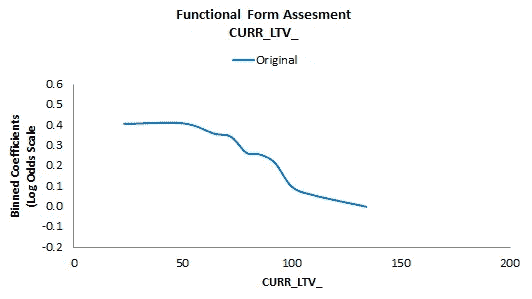 Functional Form Assesment
CURR_LTV_
Original
Binned Coefficients
(Log Odds Scale
0.6
0.5
0.4
0.3
0.2
0.1
0.0
-0.1
-0.2
0
50
100
150
200
CURR_LTV_